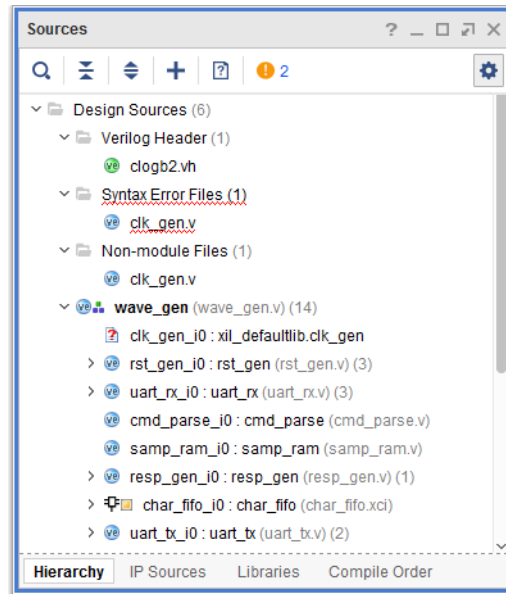 Sources
2
Design Sources (6)
Verilog Header (1)
clogb2.vh
Syntax Error Files (1)
clk_gen.v
Non-module Files (1)
clk_gen.v
wave_gen (wave_gen.v) (14)
clk_gen_i0 : xil_defaultlib.clk_gen
rst_gen_i0 : rst_gen (rst_gen.v) (3)
uart_rx_i0 : uart_rx (uart_rx.v) (3)
cmd_parse_i0 : cmd_parse (cmd_parse.v)
samp_ram_i0 : samp_ram (samp_ram.v)
resp_gen_i0 : resp_gen (resp_gen.v) (1)
char_fifo_i0 : char_fifo (char_fifo.xci)
uart_tx_i0 : uart_tx (uart_tx.v) (2)
Hierarchy IP Sources Libraries Compile Order